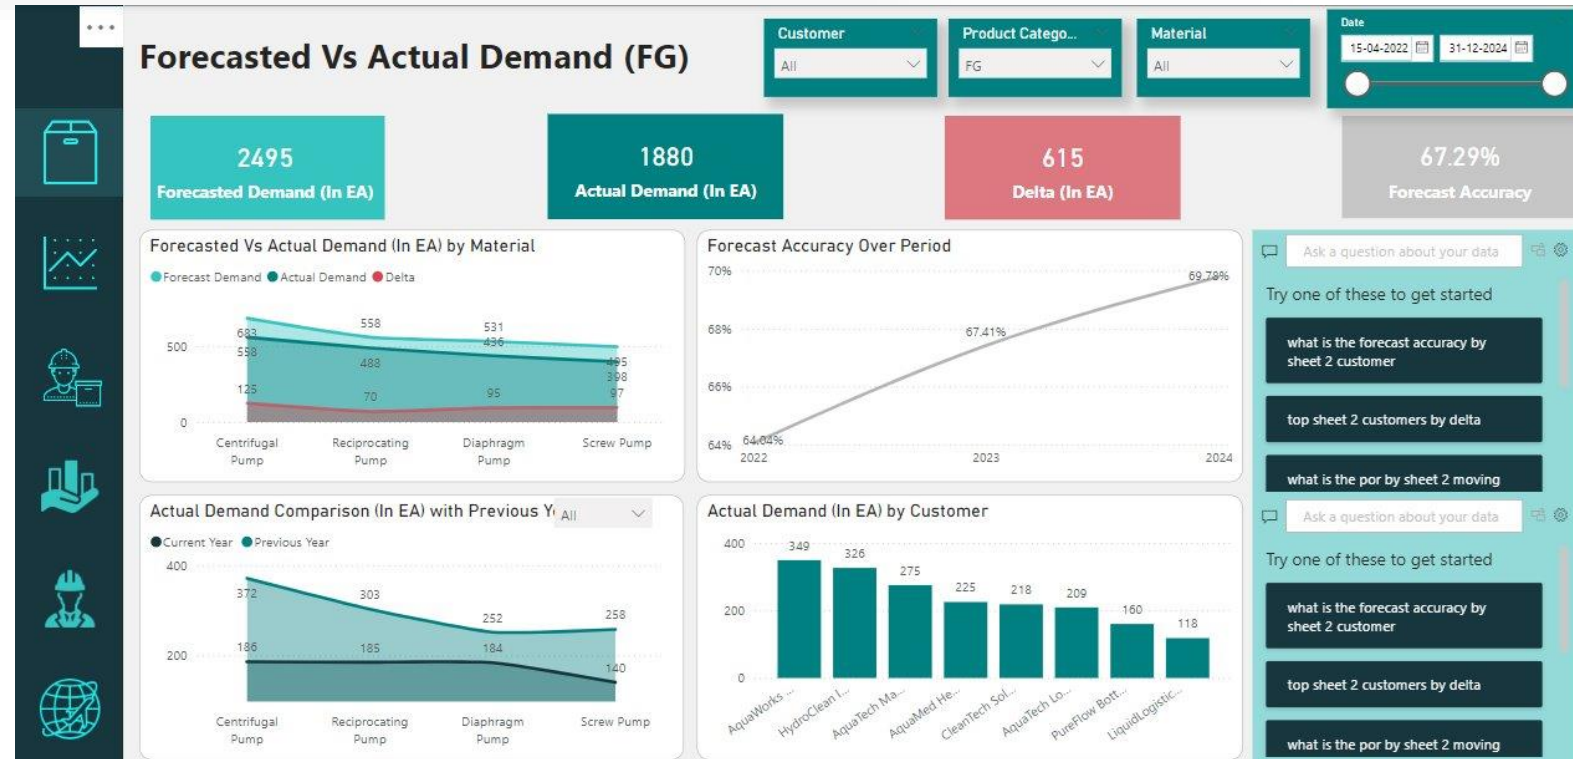 Forecasted Vs Actual Demand (FG)
Customer
All
Product Catego...
FG
Material
All
Date
15-04-2022
31-12-2024
2495
Forecasted Demand (In EA)
1880
Actual Demand (In EA)
615
Delta (In EA)
67.29%
Forecast Accuracy
Forecasted Vs Actual Demand (In EA) by Material
Forecast Demand Actual Demand Delta
500
0
683
558
531
495
558
488
436
398
125
70
95
97
Centrifugal Pump
Reciprocating Pump
Diaphragm Pump
Screw Pump
Forecast Accuracy Over Period
70%
68%
66%
64%
64.04%
67.41%
69.78%
2022
2023
2024
Ask a question about your data
Try one of these to get started
what is the forecast accuracy by
sheet 2 customer
top sheet 2 customers by delta
what is the por by sheet 2 moving
Actual Demand Comparison (In EA) with Previous Y
All
Current Year Previous Year
400
200
372
303
252
258
186
185
184
140
Centrifugal Pump
Reciprocating Pump
Diaphragm Pump
Screw Pump
Actual Demand (In EA) by Customer
400
200
0
349
326
275
225
218
209
160
118
AquaWorks ...
HydroClean I...
AquaTech Ma...
AquaMed He...
CleanTech Sol...
AquaTech Lo...
PureFlow Bott...
LiquidLogistic...
Ask a question about your data
Try one of these to get started
what is the forecast accuracy by
sheet 2 customer
top sheet 2 customers by delta
what is the por by sheet 2 moving